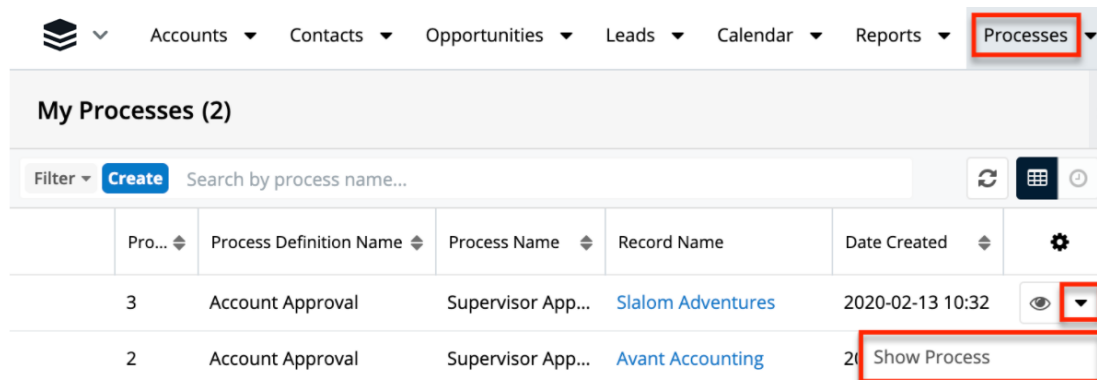 Accounts Contacts Opportunities Leads Calendar Reports Processes
My Processes (2)
Filter Create Search by process name...
Pro... Process Definition Name Process Name Record Name Date Created
3 Account Approval Supervisor App... Slalom Adventures 2020-02-13 10:32
2 Account Approval Supervisor App... Avant Accounting 20 Show Process